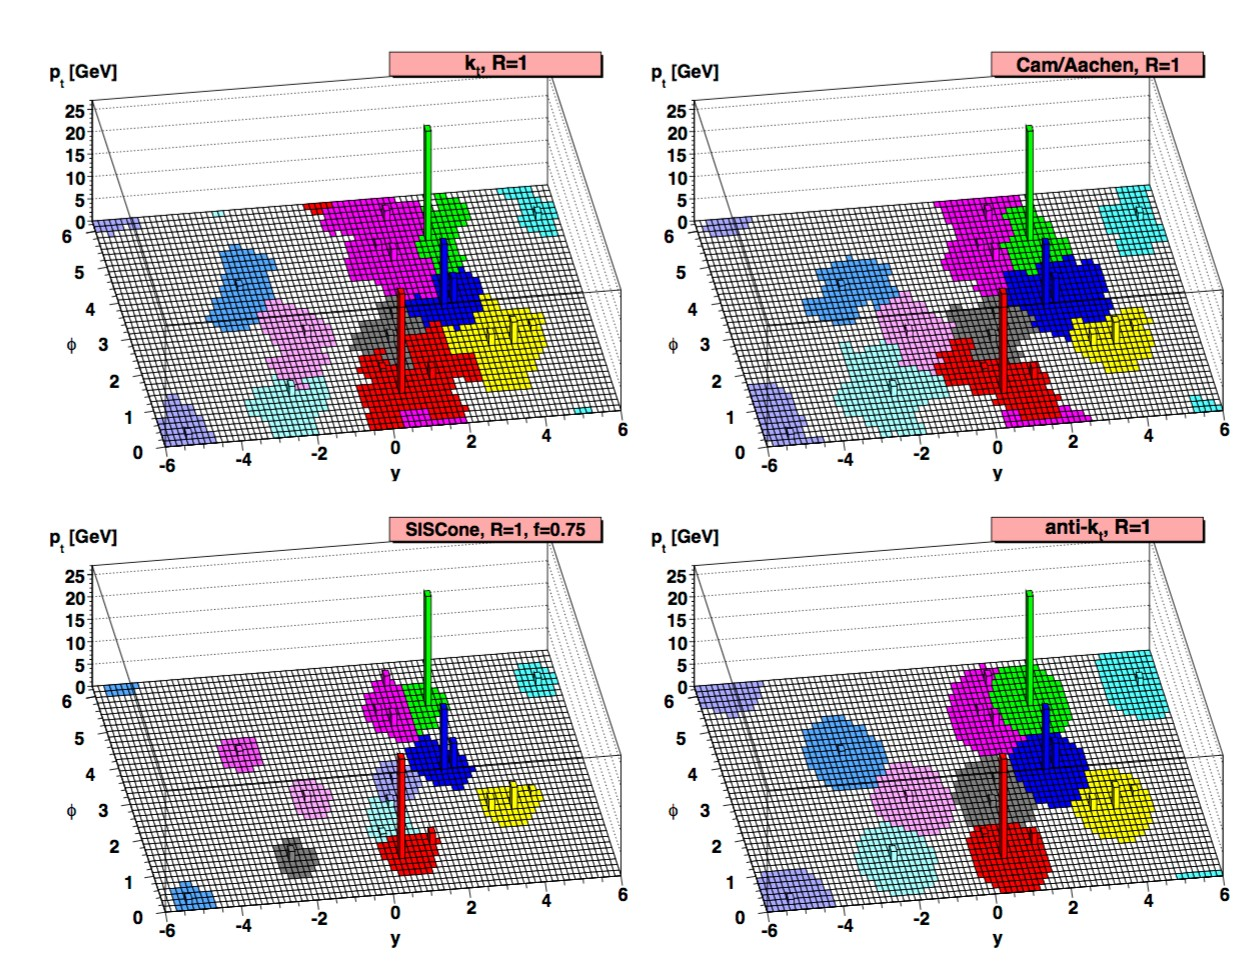 p_t [GeV]
k_t, R=1
25
20
15
10
5
0
6
5
4
ϕ 3
2
1
0
-6 -4 -2 0 2 4 6
y
p_t [GeV]
Cam/Aachen, R=1
25
20
15
10
5
0
6
5
4
ϕ 3
2
1
0
-6 -4 -2 0 2 4 6
y
p_t [GeV]
SISCone, R=1, f=0.75
25
20
15
10
5
0
6
5
4
ϕ 3
2
1
0
-6 -4 -2 0 2 4 6
y
p_t [GeV]
anti-k_t, R=1
25
20
15
10
5
0
6
5
4
ϕ 3
2
1
0
-6 -4 -2 0 2 4 6
y